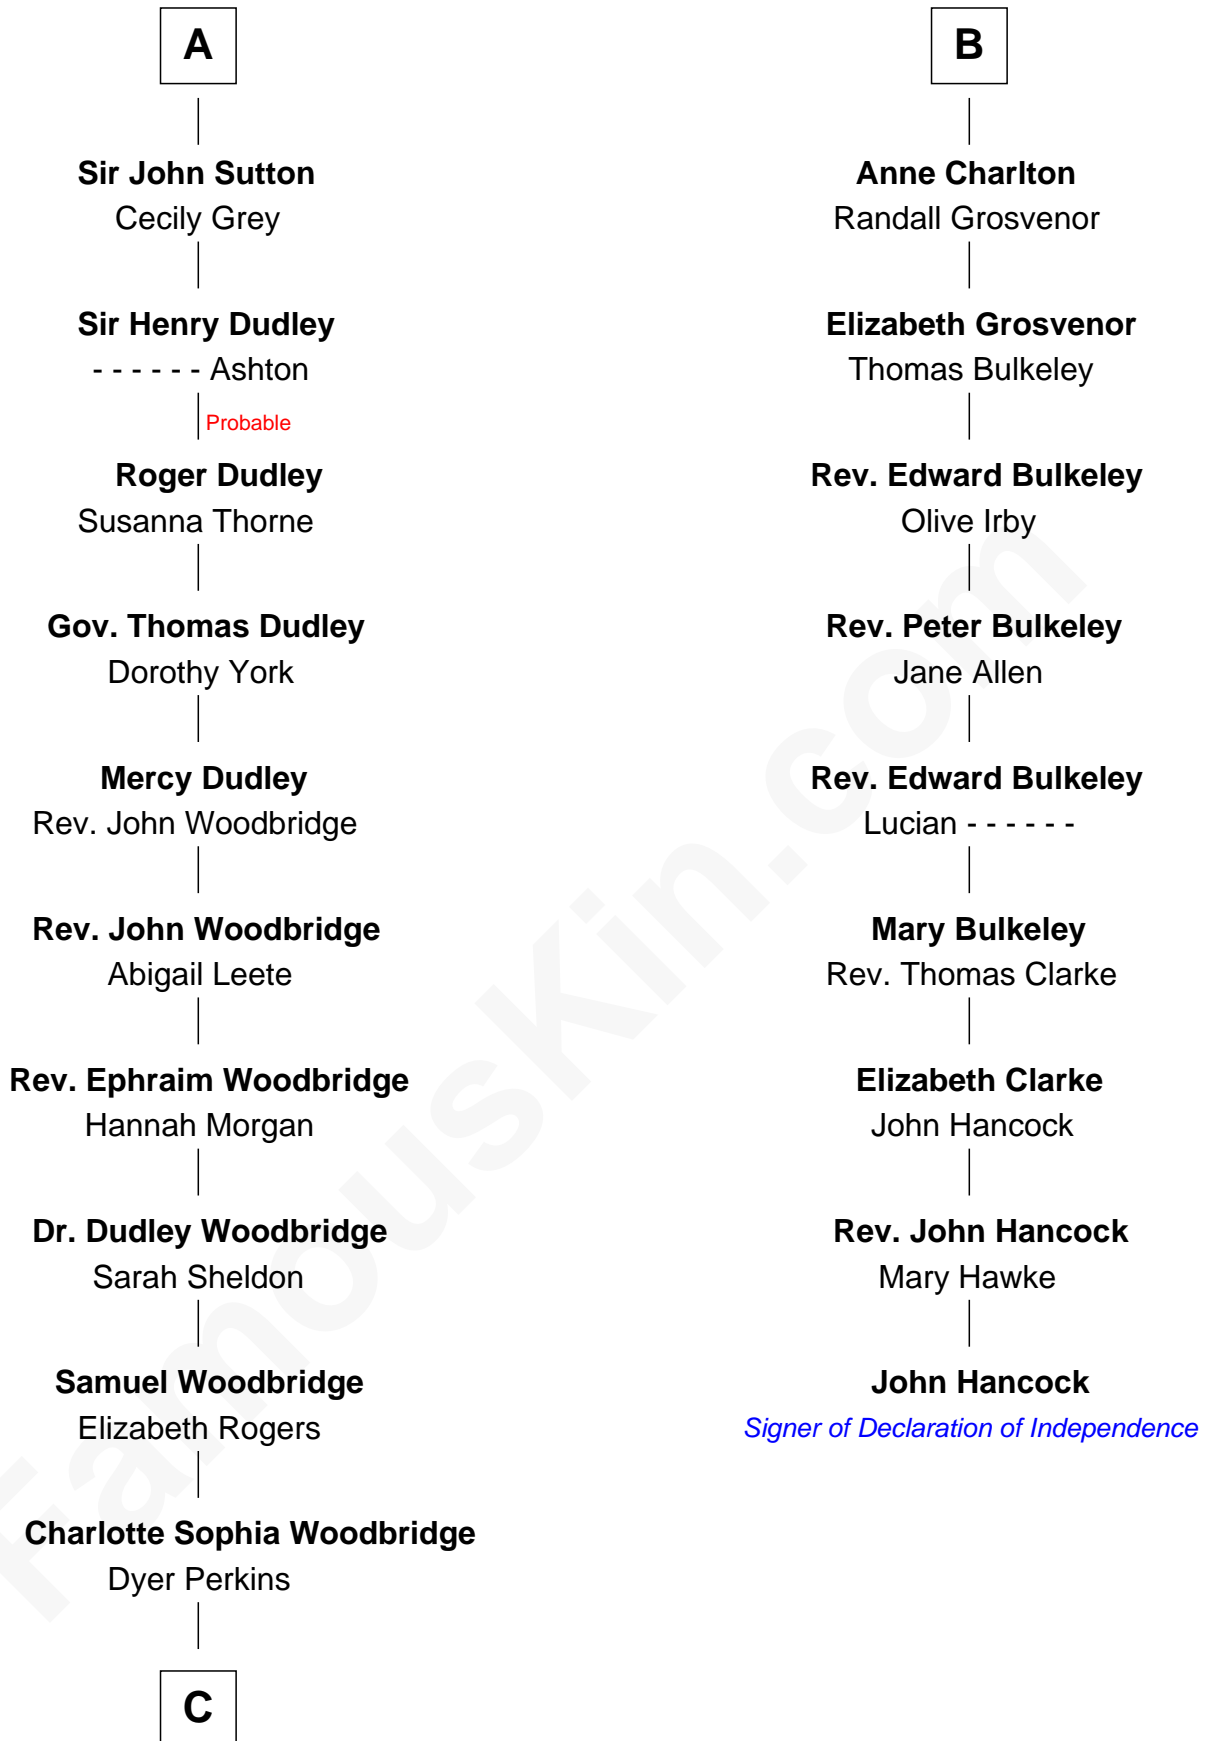 A
Sir John Sutton
Cecily Grey
Sir Henry Dudley
- - - - - - Ashton
Probable
Roger Dudley
Susanna Thorne
Gov. Thomas Dudley
Dorothy York
Mercy Dudley
Rev. John Woodbridge
Rev. John Woodbridge
Abigail Leete
Rev. Ephraim Woodbridge
Hannah Morgan
Dr. Dudley Woodbridge
Sarah Sheldon
Samuel Woodbridge
Elizabeth Rogers
Charlotte Sophia Woodbridge
Dyer Perkins
C
B
Anne Charlton
Randall Grosvenor
Elizabeth Grosvenor
Thomas Bulkeley
Rev. Edward Bulkeley
Olive Irby
Rev. Peter Bulkeley
Jane Allen
Rev. Edward Bulkeley
Lucian - - - - - -
Mary Bulkeley
Rev. Thomas Clarke
Elizabeth Clarke
John Hancock
Rev. John Hancock
Mary Hawke
John Hancock
Signer of Declaration of Independence
FamousKin.com